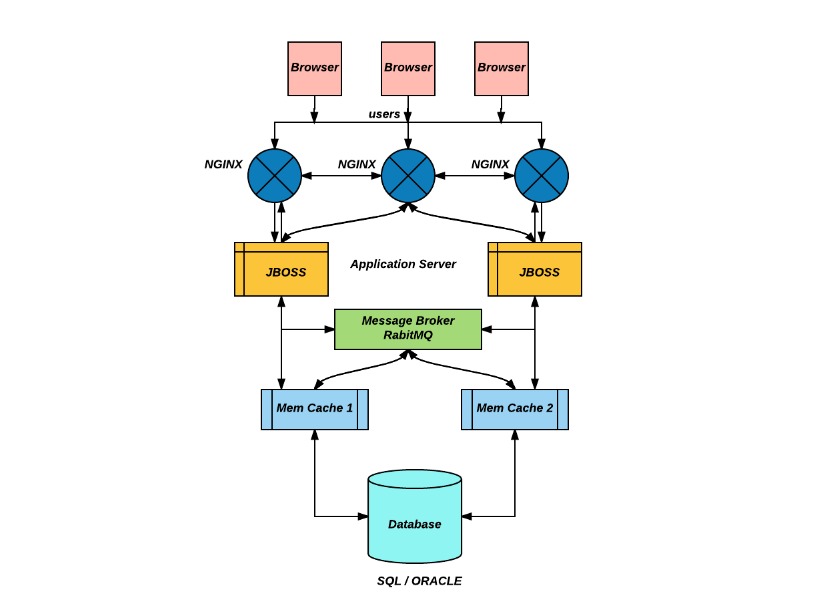 Browser
Browser
Browser
users
NGINX
NGINX
NGINX
JBOSS
Application Server
JBOSS
Message Broker
RabitMQ
Mem Cache 1
Mem Cache 2
Database
SQL / ORACLE